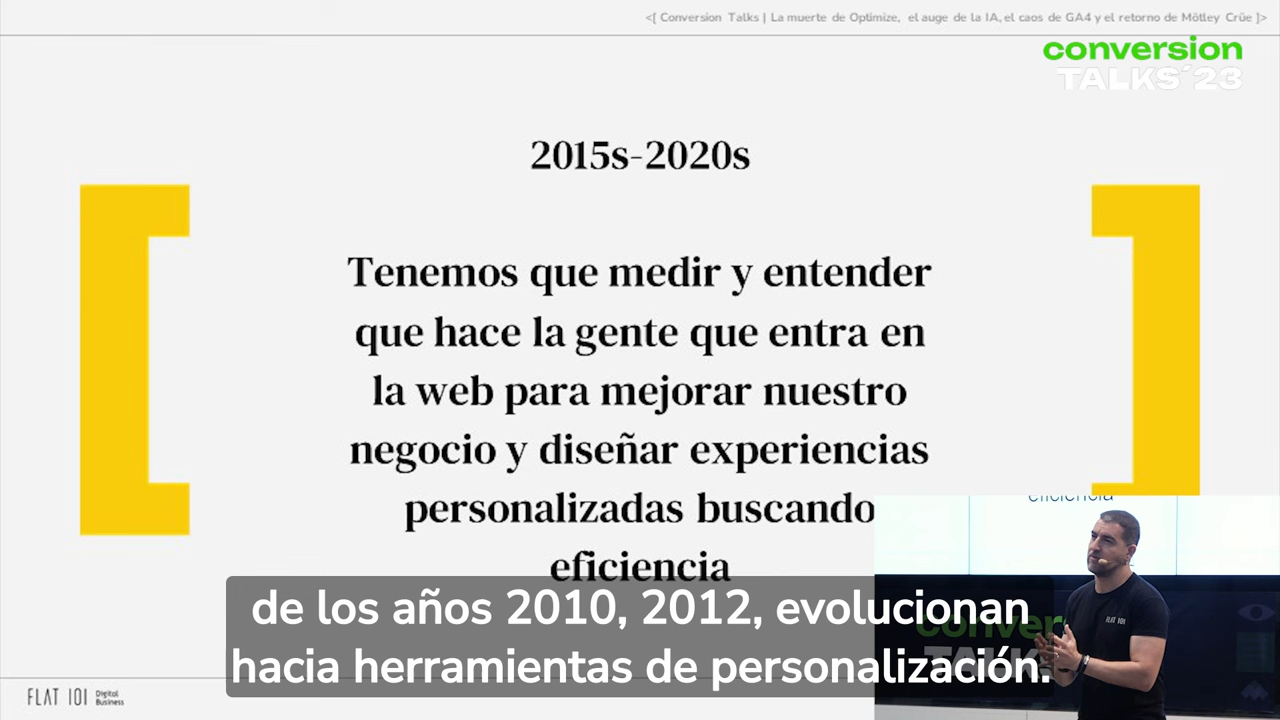 <[ Conversion Talks | La muerte de Optimize, el auge de la IA, el caos de GA4 y el retorno de Mötley Crüe ]>
conversion
TALKS´23
2015s-2020s
Tenemos que medir y entender
que hace la gente que entra en
la web para mejorar nuestro
negocio y diseñar experiencias
personalizadas buscando
eficiencia
eficiencia
FLAT 101
conver
de los años 2010, 2012, evolucionan
hacia herramientas de personalización.
FLAT 101 Digital
Business